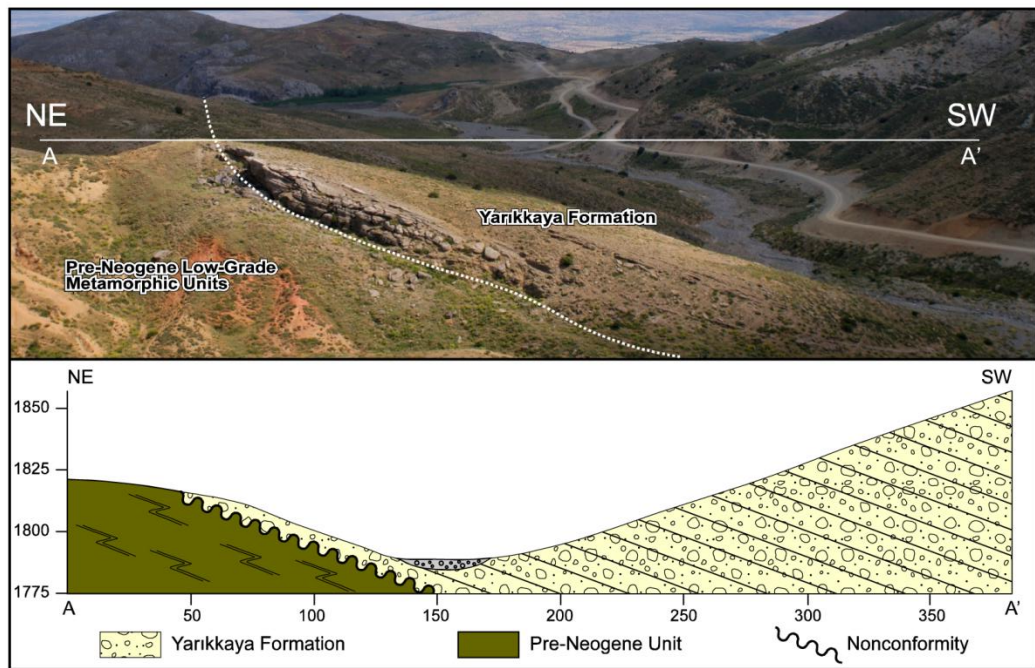 NE
SW
A
A'
Yarıkkaya Formation
Pre-Neogene Low-Grade
Metamorphic Units
NE
SW
1850
1825
1800
1775
A
50
100
150
200
250
300
350
A'
Yarıkkaya Formation
Pre-Neogene Unit
Nonconformity